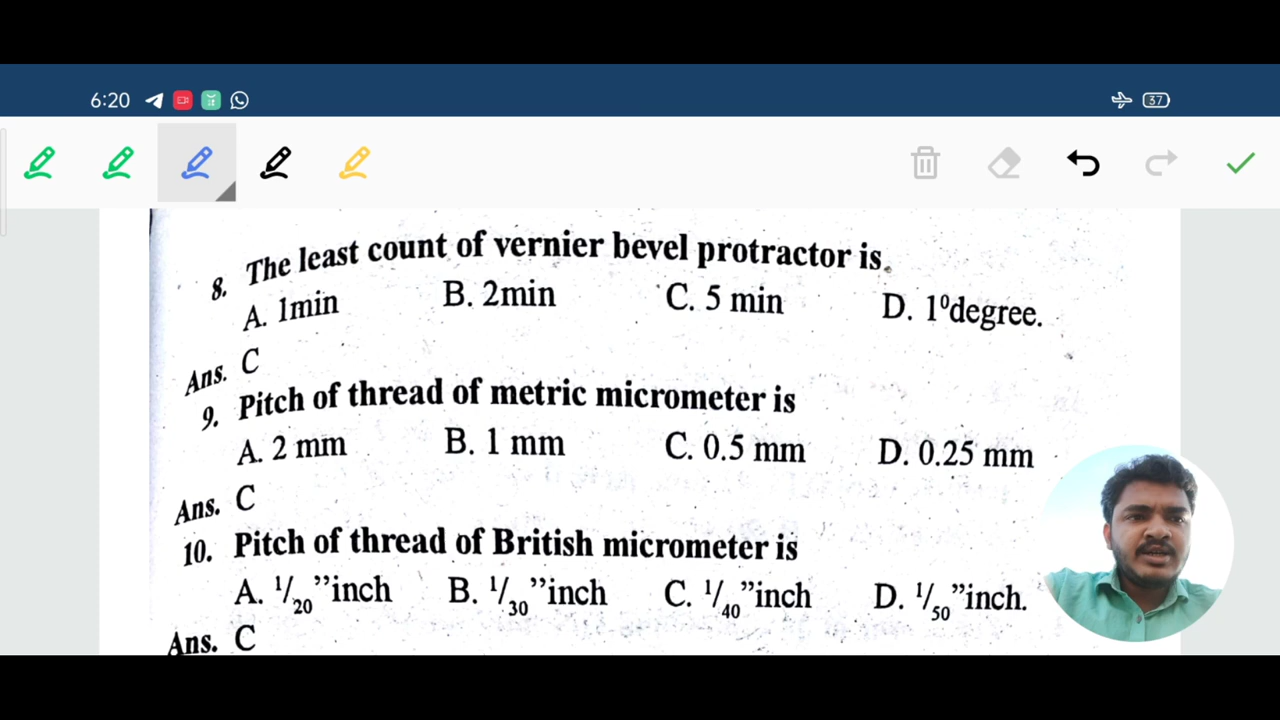 6:20
37
8. The least count of vernier bevel protractor is.
A. 1min B. 2min C. 5 min D. 1⁰degree.
Ans. C
9. Pitch of thread of metric micrometer is
A. 2 mm B. 1 mm C. 0.5 mm D. 0.25 mm
Ans. C
10. Pitch of thread of British micrometer is
A. 1/20”inch B. 1/30”inch C. 1/40”inch D. 1/50”inch.
Ans. C